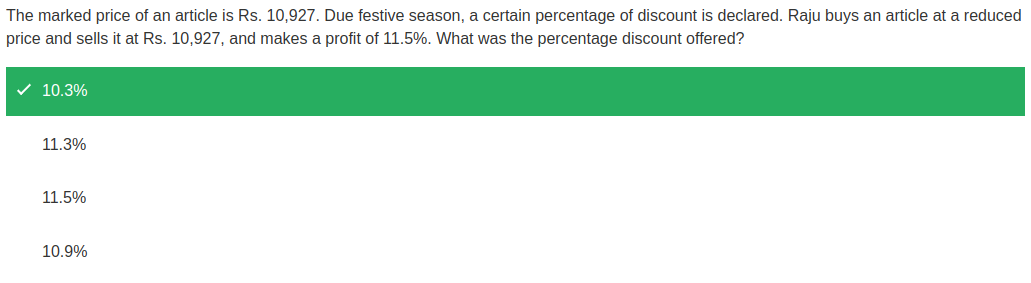 The marked price of an article is Rs. 10,927. Due festive season, a certain percentage of discount is declared. Raju buys an article at a reduced
price and sells it at Rs. 10,927, and makes a profit of 11.5%. What was the percentage discount offered?
10.3%
11.3%
11.5%
10.9%